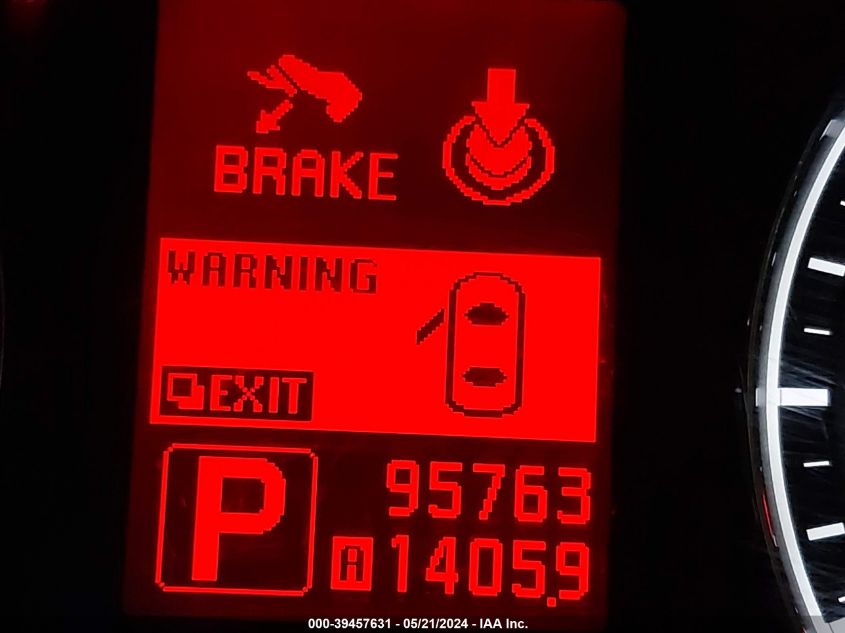 BRAKE
WARNING
EXIT
P
95763
A 1405.9
000-39457631 - 05/21/2024 - IAA Inc.